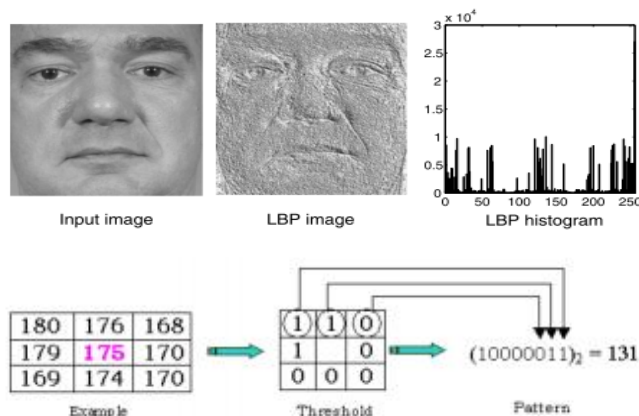 × 10⁴
3
2.5
2
1.5
1
0.5
0
0 50 100 150 200 250
Input image LBP image LBP histogram
180 176 168
179 175 170
169 174 170
1 1 0
1 0
0 0 0
(10000011)₂ = 131
Example Threshold Pattern